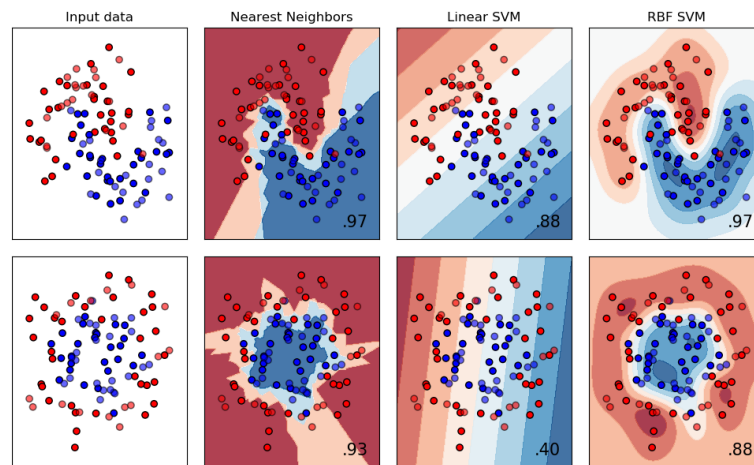 Input data
Nearest Neighbors
Linear SVM
RBF SVM
.97
.88
.97
.93
.40
.88